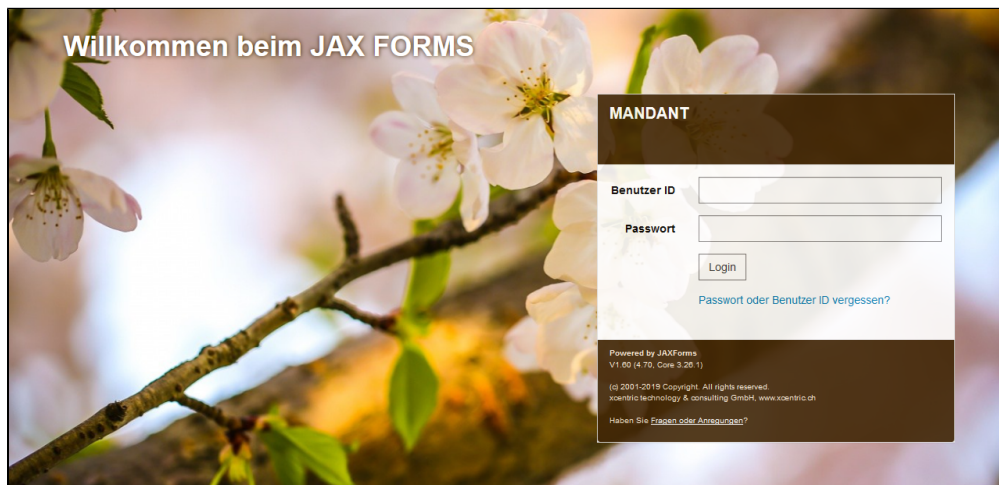 Willkommen beim JAX FORMS
MANDANT
Benutzer ID
Passwort
Login
Passwort oder Benutzer ID vergessen?
Powered by JAXForms
V1.60 (4.70, Core 3.26.1)
(c) 2001-2019 Copyright. All rights reserved.
xcentric technology & consulting GmbH, www.xcentric.ch
Haben Sie Fragen oder Anregungen?